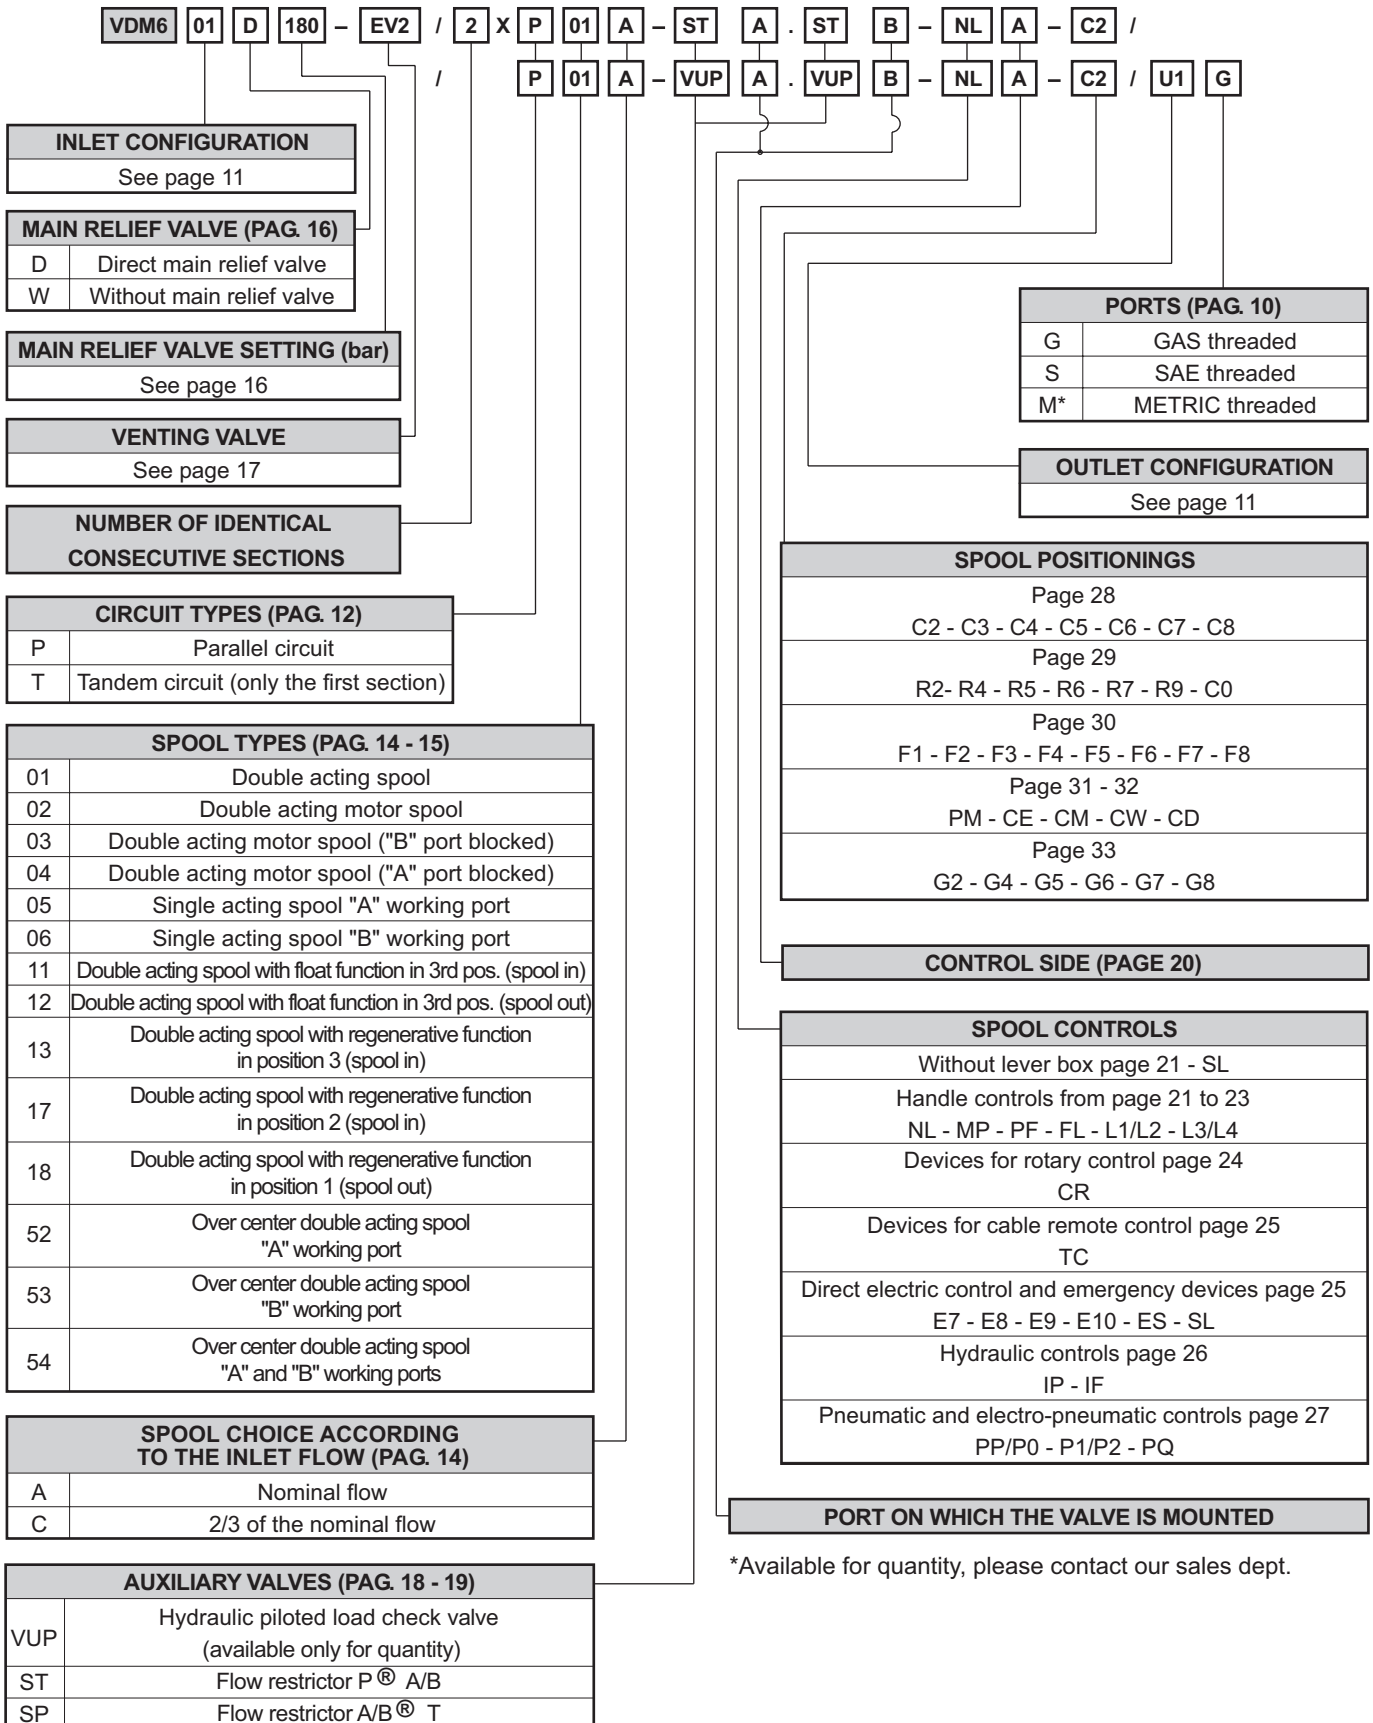 VDM6 01 D 180 – EV2 / 2 X P 01 A – ST A . ST B – NL A – C2 /
/ P 01 A – VUP A . VUP B – NL A – C2 / U1 G
INLET CONFIGURATION
See page 11
MAIN RELIEF VALVE (PAG. 16)
D Direct main relief valve
W Without main relief valve
MAIN RELIEF VALVE SETTING (bar)
See page 16
VENTING VALVE
See page 17
NUMBER OF IDENTICAL
CONSECUTIVE SECTIONS
CIRCUIT TYPES (PAG. 12)
P Parallel circuit
T Tandem circuit (only the first section)
SPOOL TYPES (PAG. 14 - 15)
01 Double acting spool
02 Double acting motor spool
03 Double acting motor spool ("B" port blocked)
04 Double acting motor spool ("A" port blocked)
05 Single acting spool "A" working port
06 Single acting spool "B" working port
11 Double acting spool with float function in 3rd pos. (spool in)
12 Double acting spool with float function in 3rd pos. (spool out)
13 Double acting spool with regenerative function
in position 3 (spool in)
17 Double acting spool with regenerative function
in position 2 (spool in)
18 Double acting spool with regenerative function
in position 1 (spool out)
52 Over center double acting spool
"A" working port
53 Over center double acting spool
"B" working port
54 Over center double acting spool
"A" and "B" working ports
SPOOL CHOICE ACCORDING
TO THE INLET FLOW (PAG. 14)
A Nominal flow
C 2/3 of the nominal flow
AUXILIARY VALVES (PAG. 18 - 19)
VUP Hydraulic piloted load check valve
(available only for quantity)
ST Flow restrictor P ® A/B
SP Flow restrictor A/B ® T
PORTS (PAG. 10)
G GAS threaded
S SAE threaded
M* METRIC threaded
OUTLET CONFIGURATION
See page 11
SPOOL POSITIONINGS
Page 28
C2 - C3 - C4 - C5 - C6 - C7 - C8
Page 29
R2- R4 - R5 - R6 - R7 - R9 - C0
Page 30
F1 - F2 - F3 - F4 - F5 - F6 - F7 - F8
Page 31 - 32
PM - CE - CM - CW - CD
Page 33
G2 - G4 - G5 - G6 - G7 - G8
CONTROL SIDE (PAGE 20)
SPOOL CONTROLS
Without lever box page 21 - SL
Handle controls from page 21 to 23
NL - MP - PF - FL - L1/L2 - L3/L4
Devices for rotary control page 24
CR
Devices for cable remote control page 25
TC
Direct electric control and emergency devices page 25
E7 - E8 - E9 - E10 - ES - SL
Hydraulic controls page 26
IP - IF
Pneumatic and electro-pneumatic controls page 27
PP/P0 - P1/P2 - PQ
PORT ON WHICH THE VALVE IS MOUNTED
*Available for quantity, please contact our sales dept.